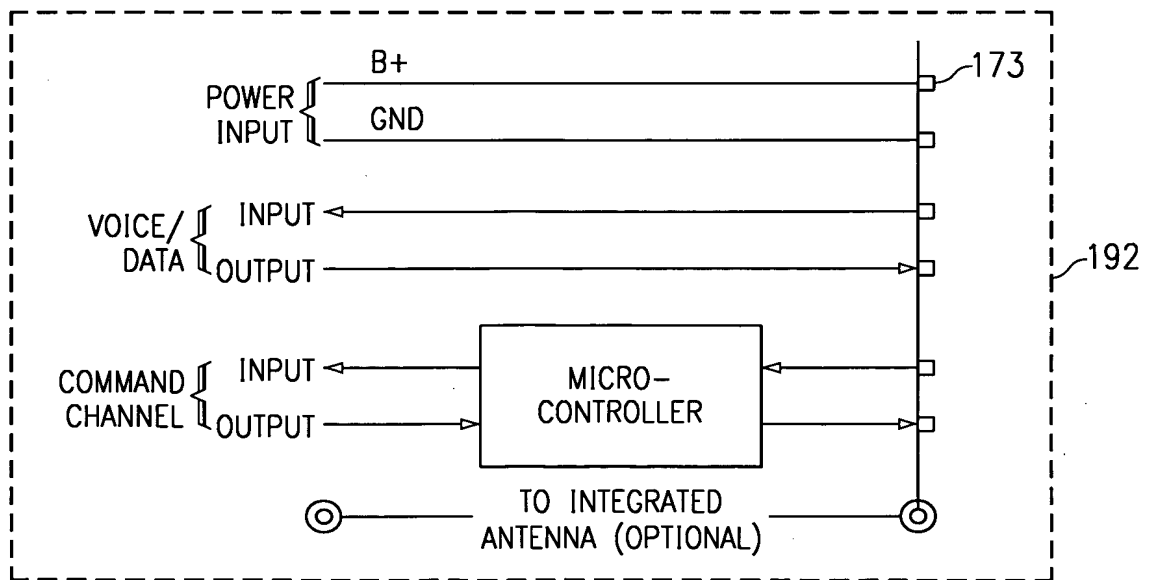 B+
173
POWER
INPUT
GND
VOICE/
DATA
INPUT
OUTPUT
192
COMMAND
CHANNEL
INPUT
OUTPUT
MICRO-
CONTROLLER
TO INTEGRATED
ANTENNA (OPTIONAL)